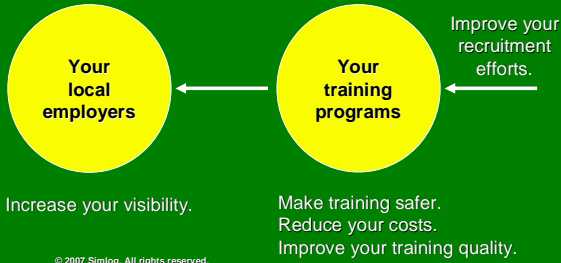 Improve your
recruitment
efforts.
Your
local
employers
Your
training
programs
Increase your visibility.
Make training safer.
Reduce your costs.
Improve your training quality.
© 2007 Simlog. All rights reserved.